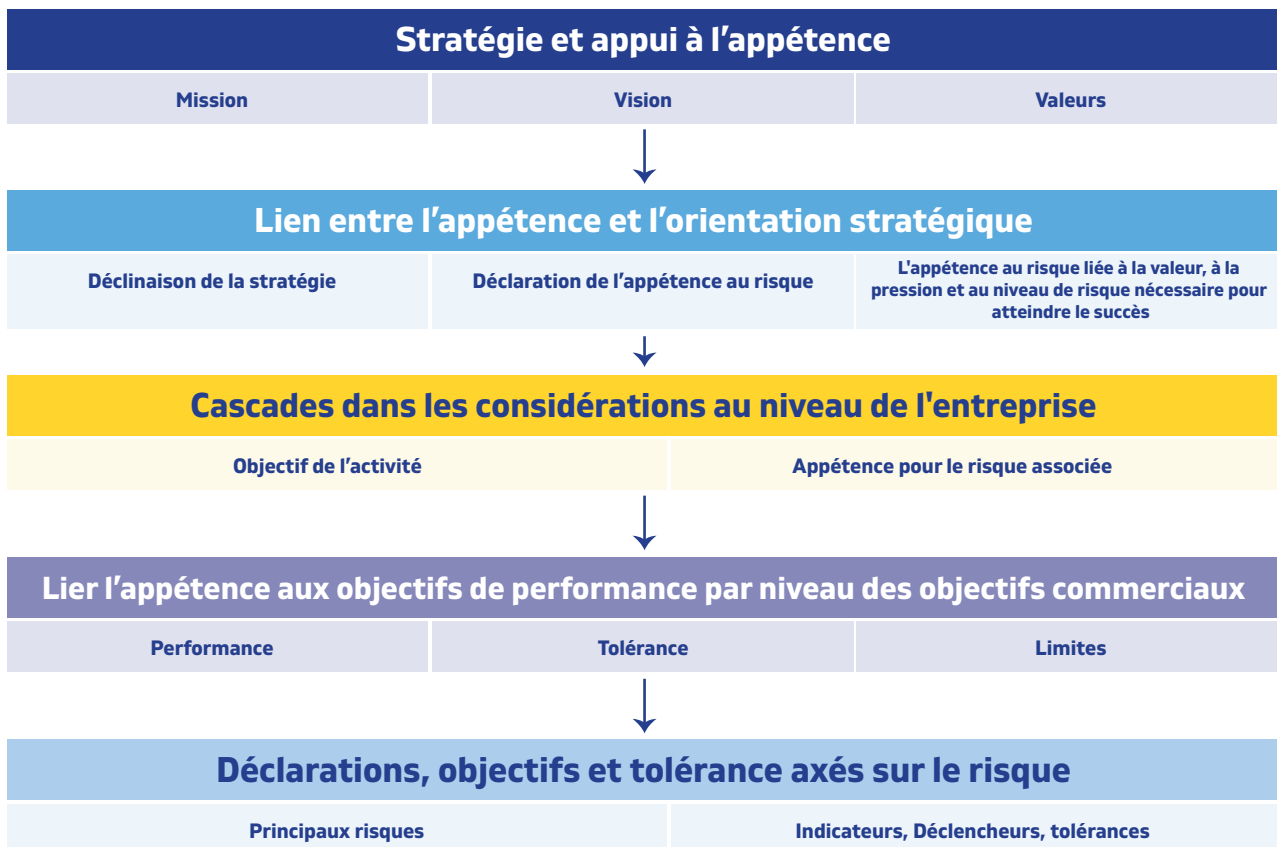 Stratégie et appui à l’appétence
Mission
Vision
Valeurs
Lien entre l’appétence et l’orientation stratégique
Déclinaison de la stratégie
Déclaration de l’appétence au risque
L'appétence au risque liée à la valeur, à la
pression et au niveau de risque nécessaire pour
atteindre le succès
Cascades dans les considérations au niveau de l'entreprise
Objectif de l’activité
Appétence pour le risque associée
Lier l’appétence aux objectifs de performance par niveau des objectifs commerciaux
Performance
Tolérance
Limites
Déclarations, objectifs et tolérance axés sur le risque
Principaux risques
Indicateurs, Déclencheurs, tolérances